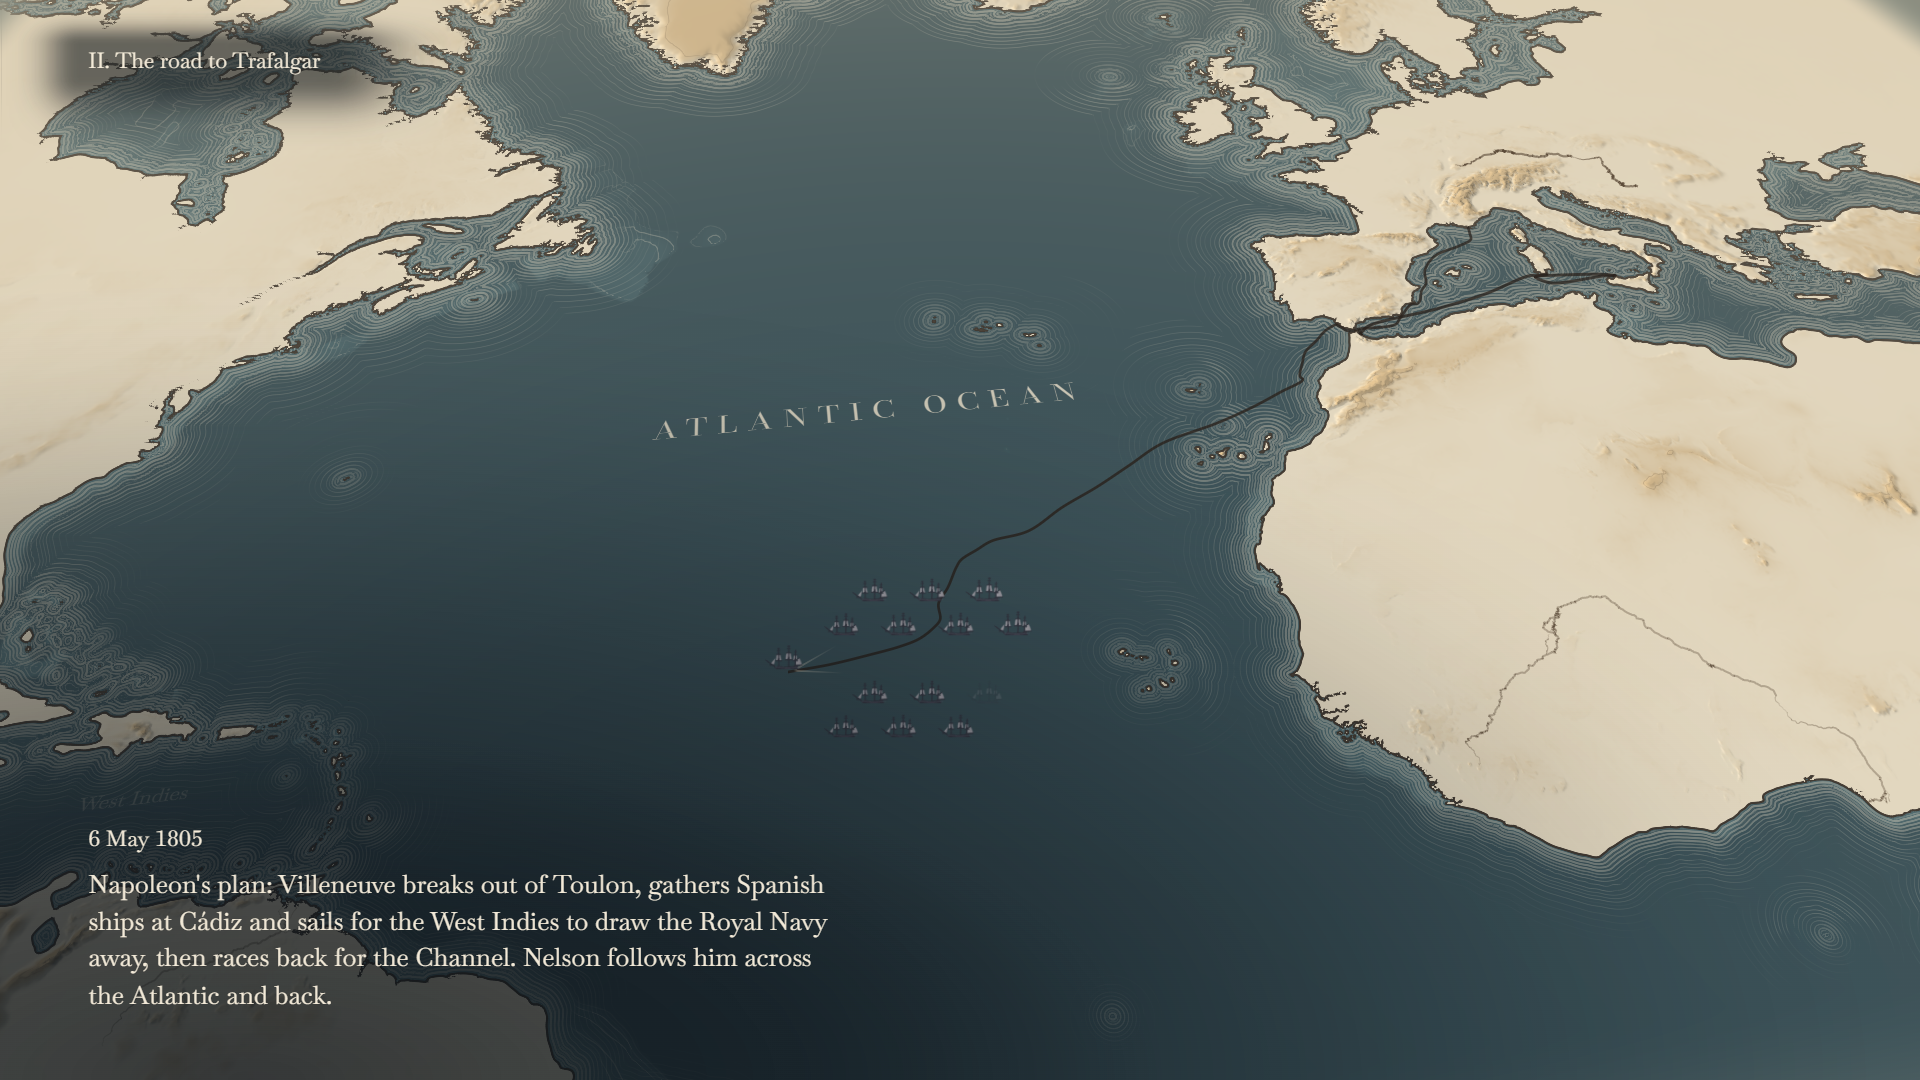 II. The road to Trafalgar
ATLANTIC OCEAN
West Indies
6 May 1805
Napoleon's plan: Villeneuve breaks out of Toulon, gathers Spanish
ships at Cádiz and sails for the West Indies to draw the Royal Navy
away, then races back for the Channel. Nelson follows him across
the Atlantic and back.